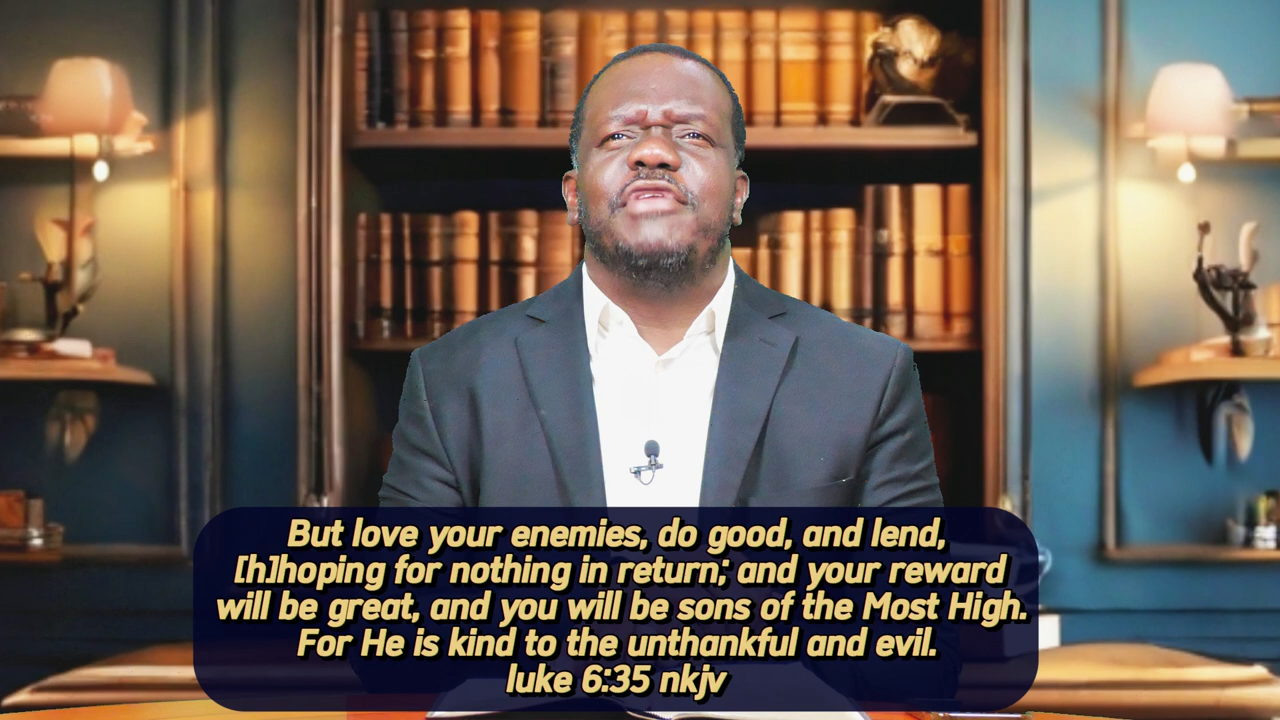 But love your enemies, do good, and lend,
[h]hoping for nothing in return; and your reward
will be great, and you will be sons of the Most High.
For He is kind to the unthankful and evil.
luke 6:35 nkjv